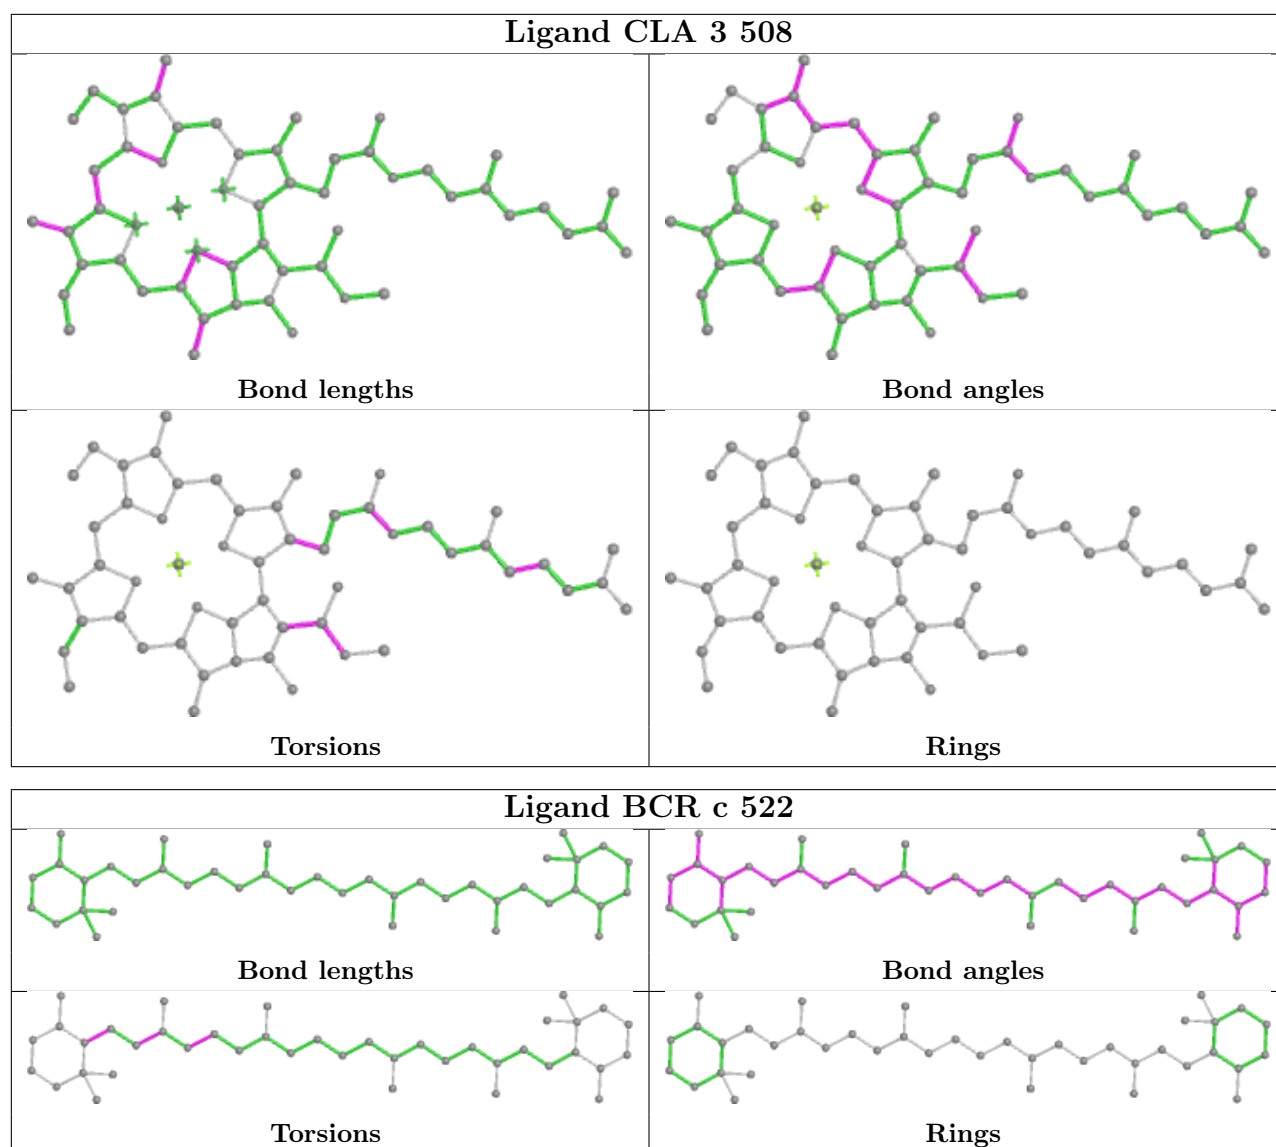 Ligand CLA 3 508
Bond lengths
Bond angles
Torsions
Rings
Ligand BCR c 522
Bond lengths
Bond angles
Torsions
Rings